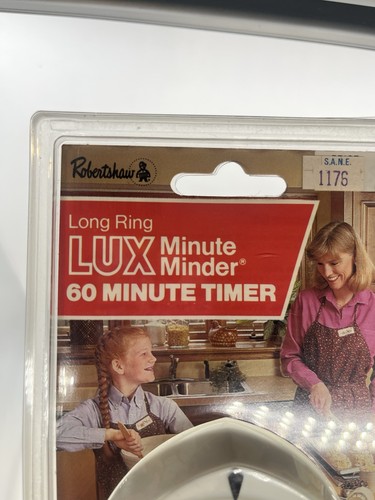 Robertshaw
S.A.N.E.
1176
Long Ring
LUX Minute Minder®
60 MINUTE TIMER